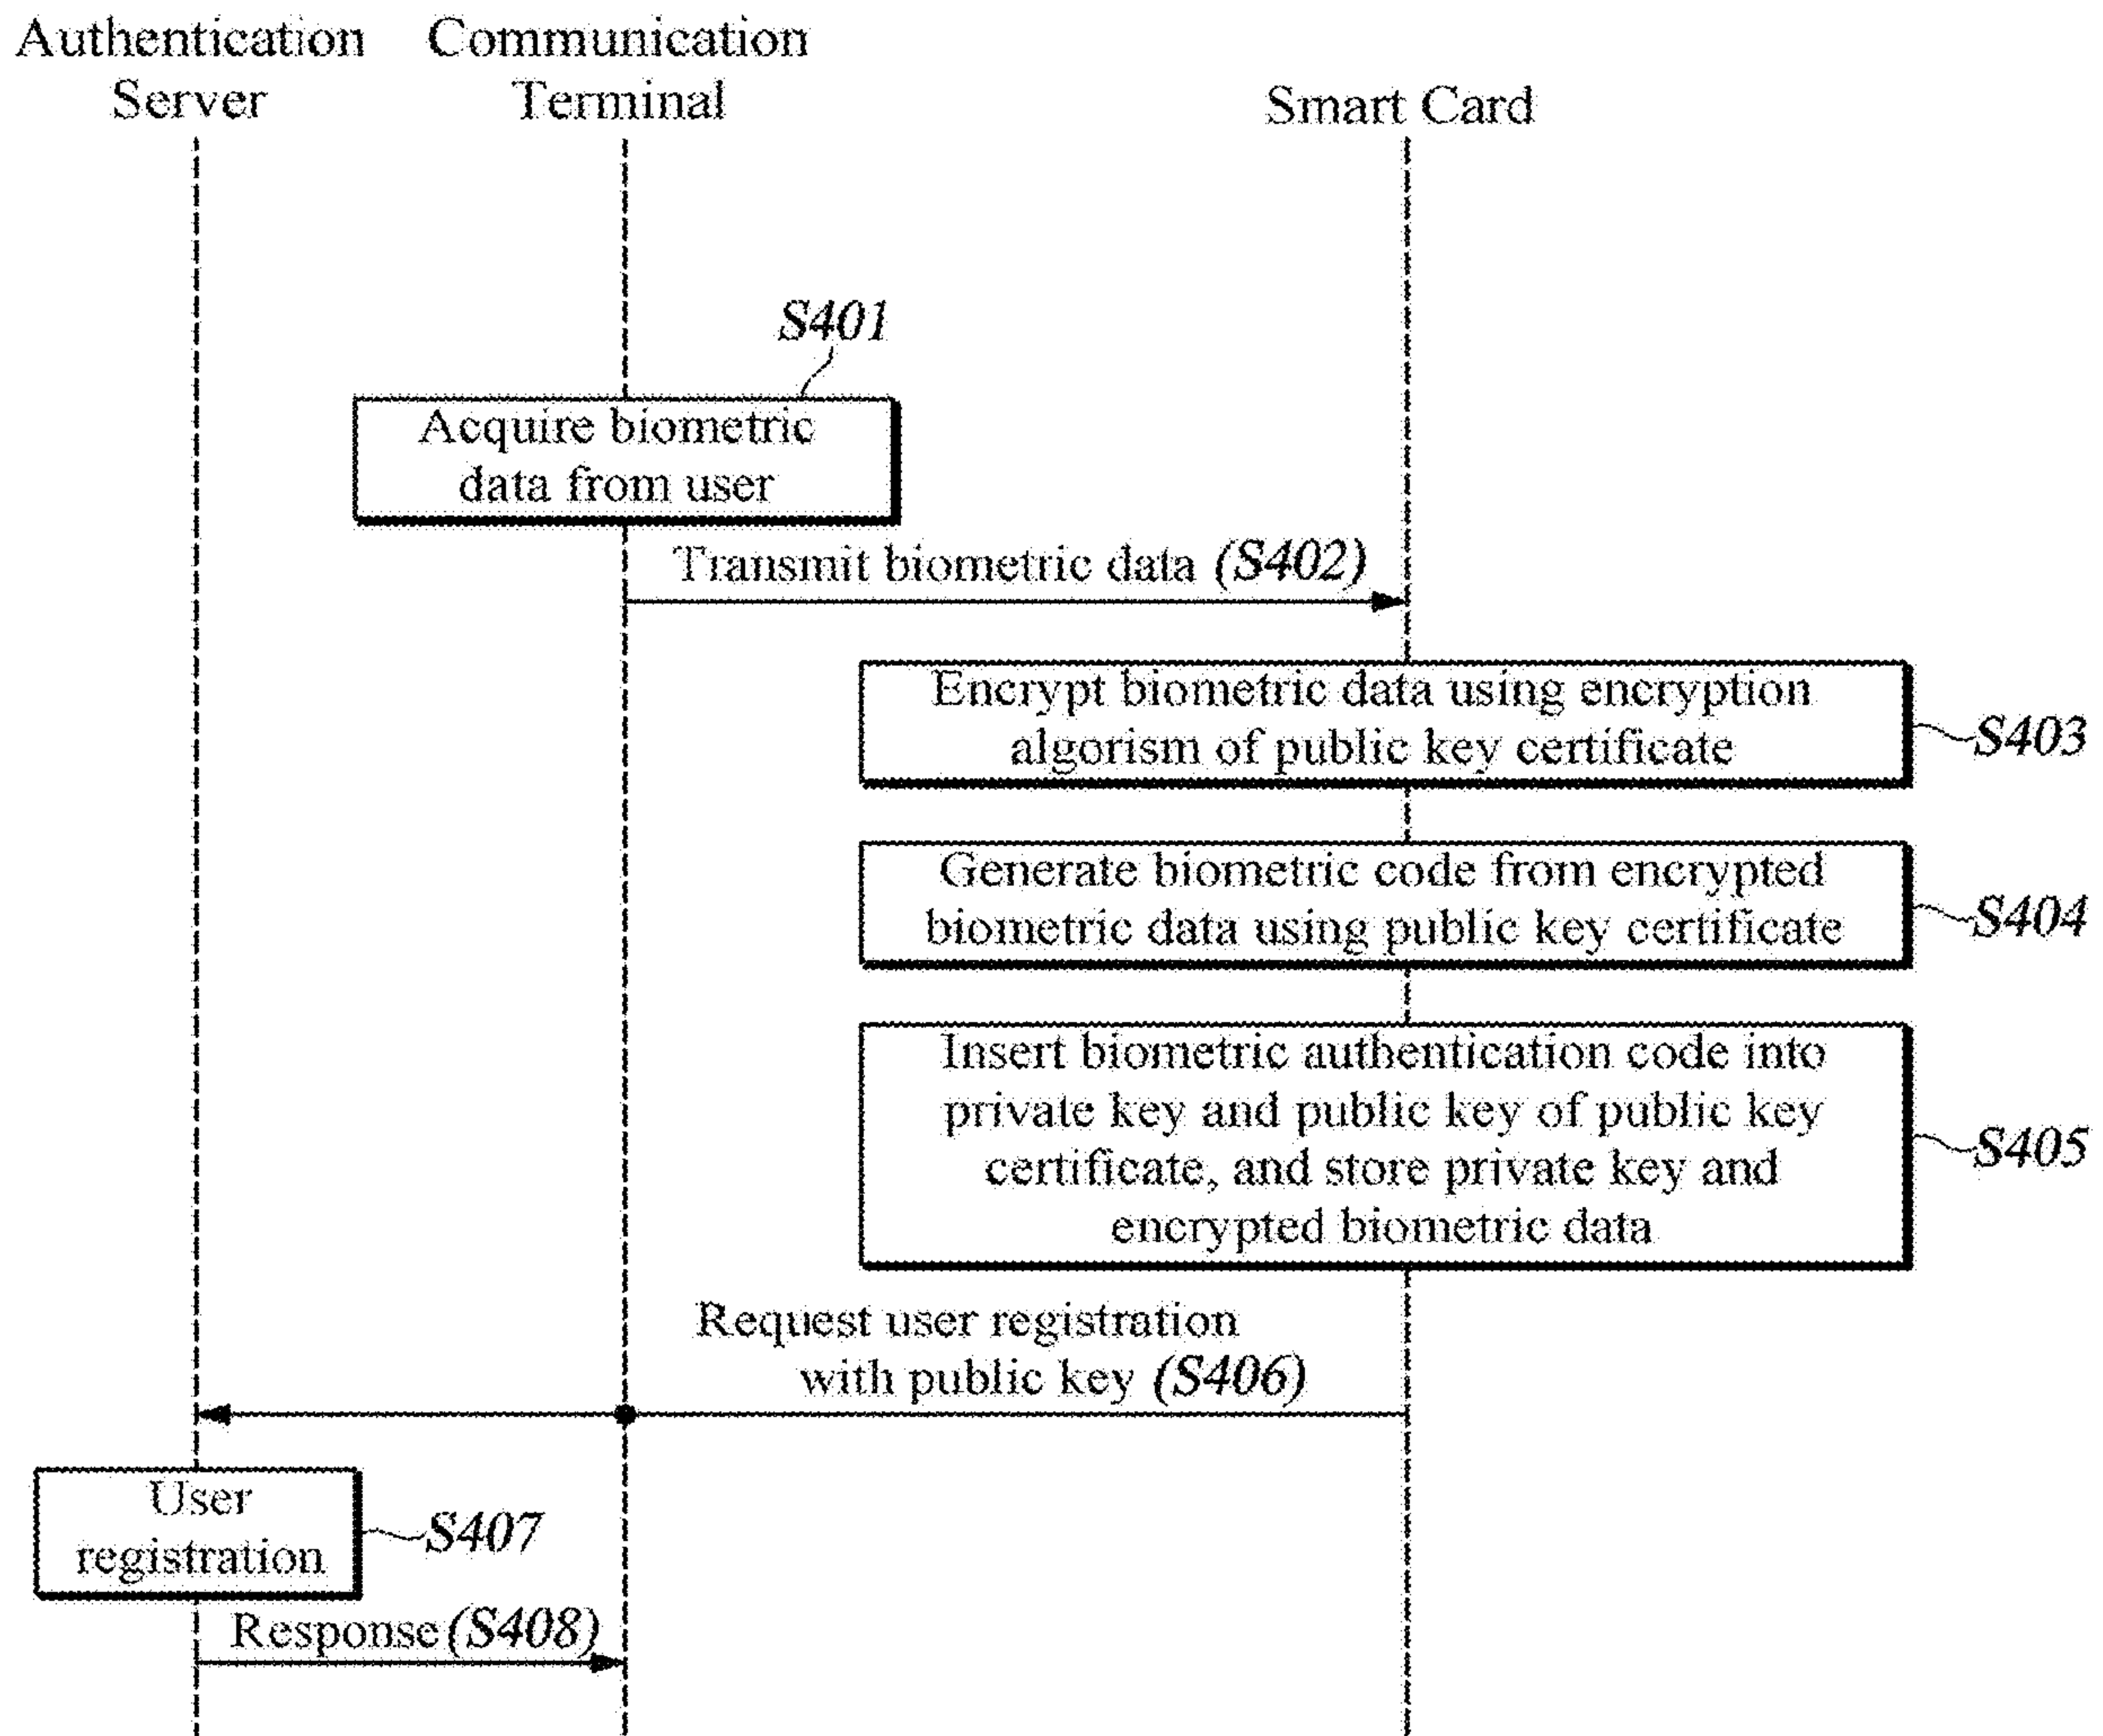 Authentication
Server
Communication
Terminal
Smart Card
S401
Acquire biometric
data from user
Transmit biometric data (S402)
Encrypt biometric data using encryption
algorism of public key certificate
S403
Generate biometric code from encrypted
biometric data using public key certificate
S404
Insert biometric authentication code into
private key and public key of public key
certificate, and store private key and
encrypted biometric data
S405
Request user registration
with public key (S406)
User
registration
S407
Response (S408)